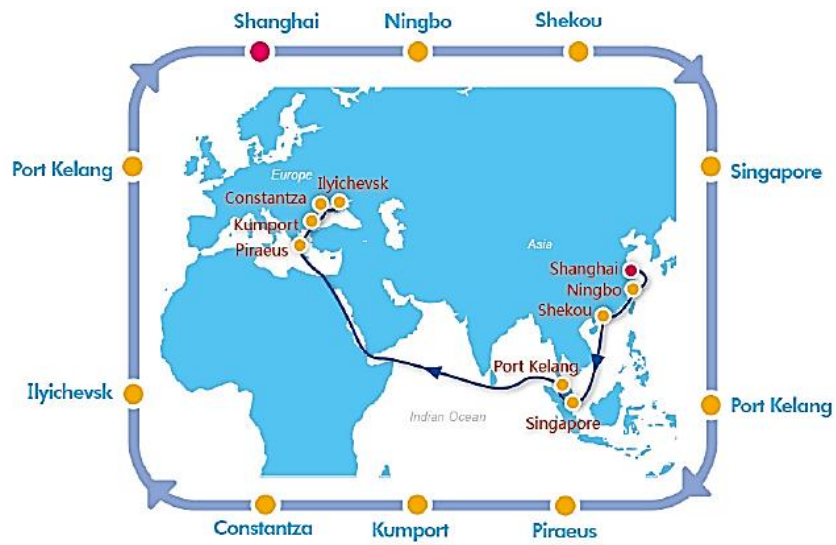 Shanghai
Ningbo
Shekou
Port Kelang
Singapore
Europe
Ilyichevsk
Constantza
Kumport
Piraeus
Asia
Shanghai
Ningbo
Shekou
Port Kelang
Indian Ocean
Singapore
Ilyichevsk
Port Kelang
Constantza
Kumport
Piraeus